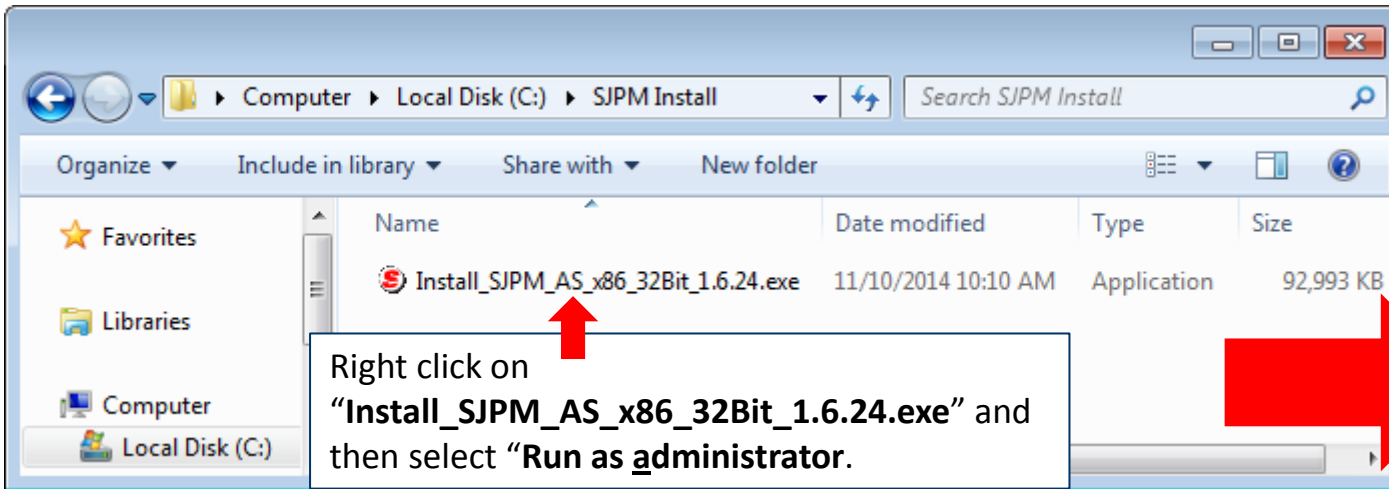 Computer ▸ Local Disk (C:) ▸ SJPM Install
Search SJPM Install
Organize Include in library Share with New folder
Favorites
Name Date modified Type Size
Install_SJPM_AS_x86_32Bit_1.6.24.exe 11/10/2014 10:10 AM Application 92,993 KB
Libraries
Right click on
“Install_SJPM_AS_x86_32Bit_1.6.24.exe” and
then select “Run as administrator.
Computer
Local Disk (C:)